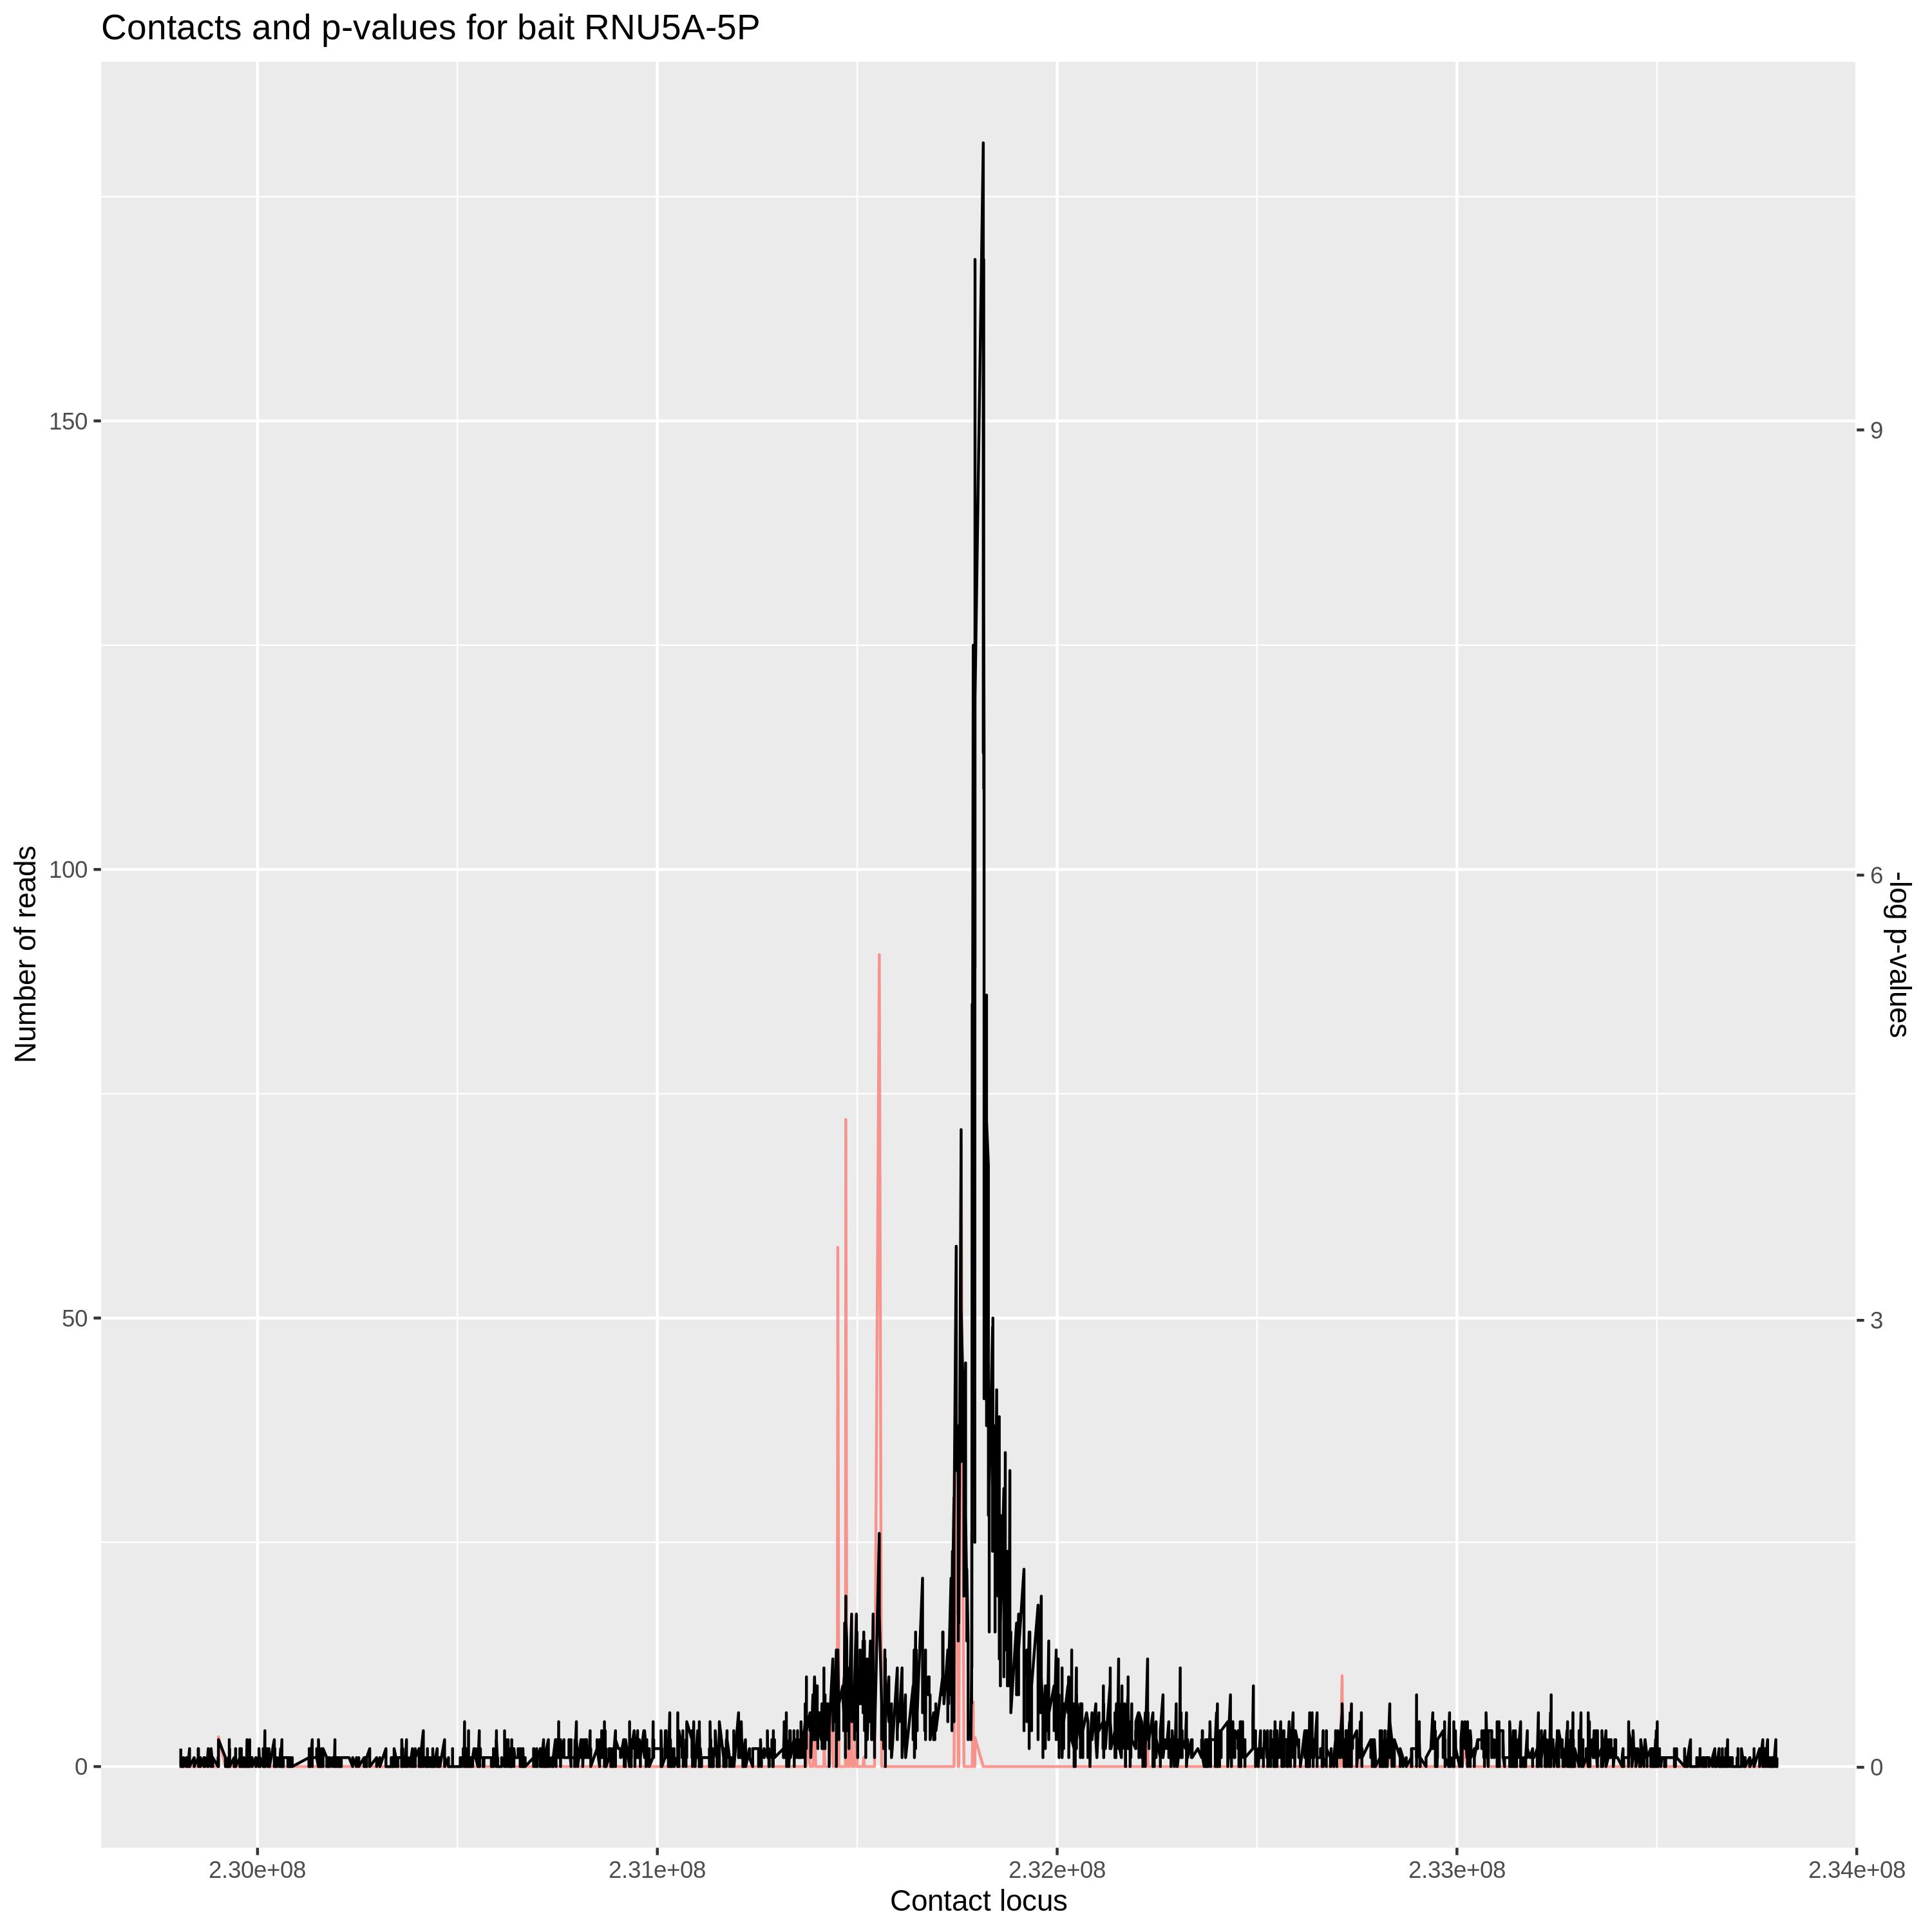 Contacts and p-values for bait RNU5A-5P
150
100
50
0
Number of reads
9
6
3
0
-log p-values
2.30e+08
2.31e+08
2.32e+08
2.33e+08
2.34e+08
Contact locus